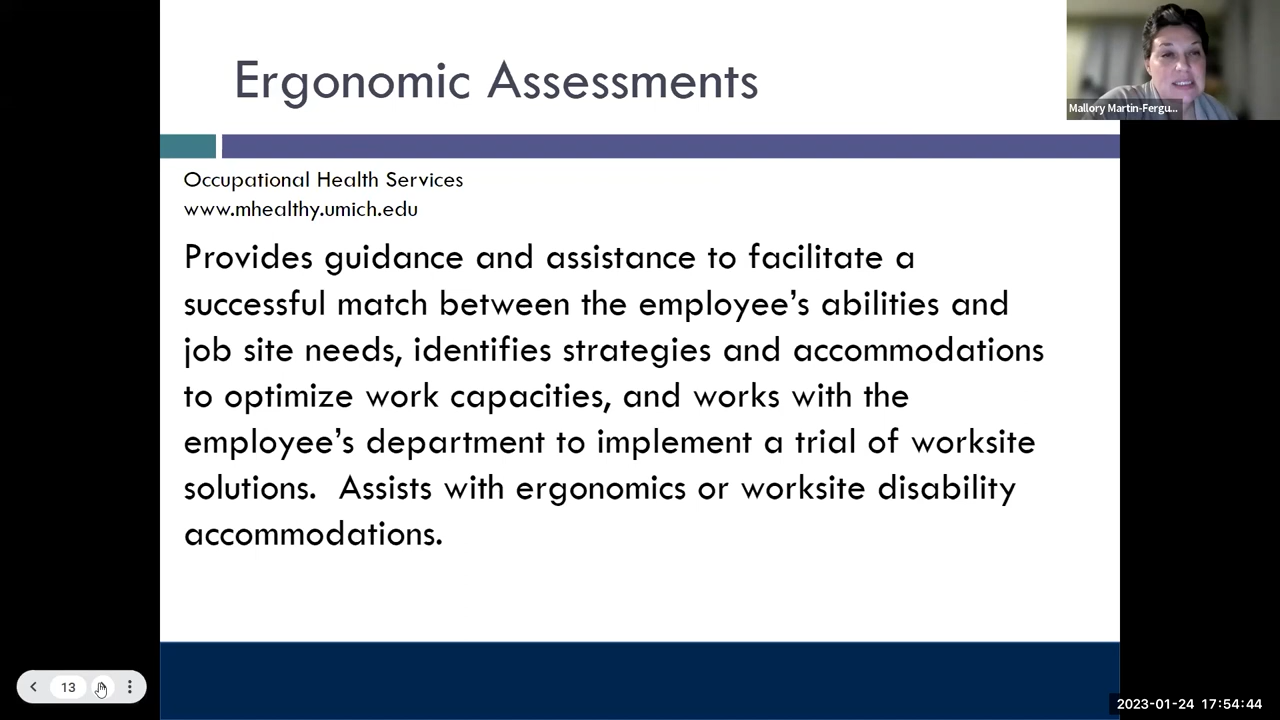 Ergonomic Assessments
Mallory Martin-Fergu...
Occupational Health Services
www.mhealthy.umich.edu
Provides guidance and assistance to facilitate a
successful match between the employee’s abilities and
job site needs, identifies strategies and accommodations
to optimize work capacities, and works with the
employee’s department to implement a trial of worksite
solutions.  Assists with ergonomics or worksite disability
accommodations.
13
2023-01-24 17:54:44